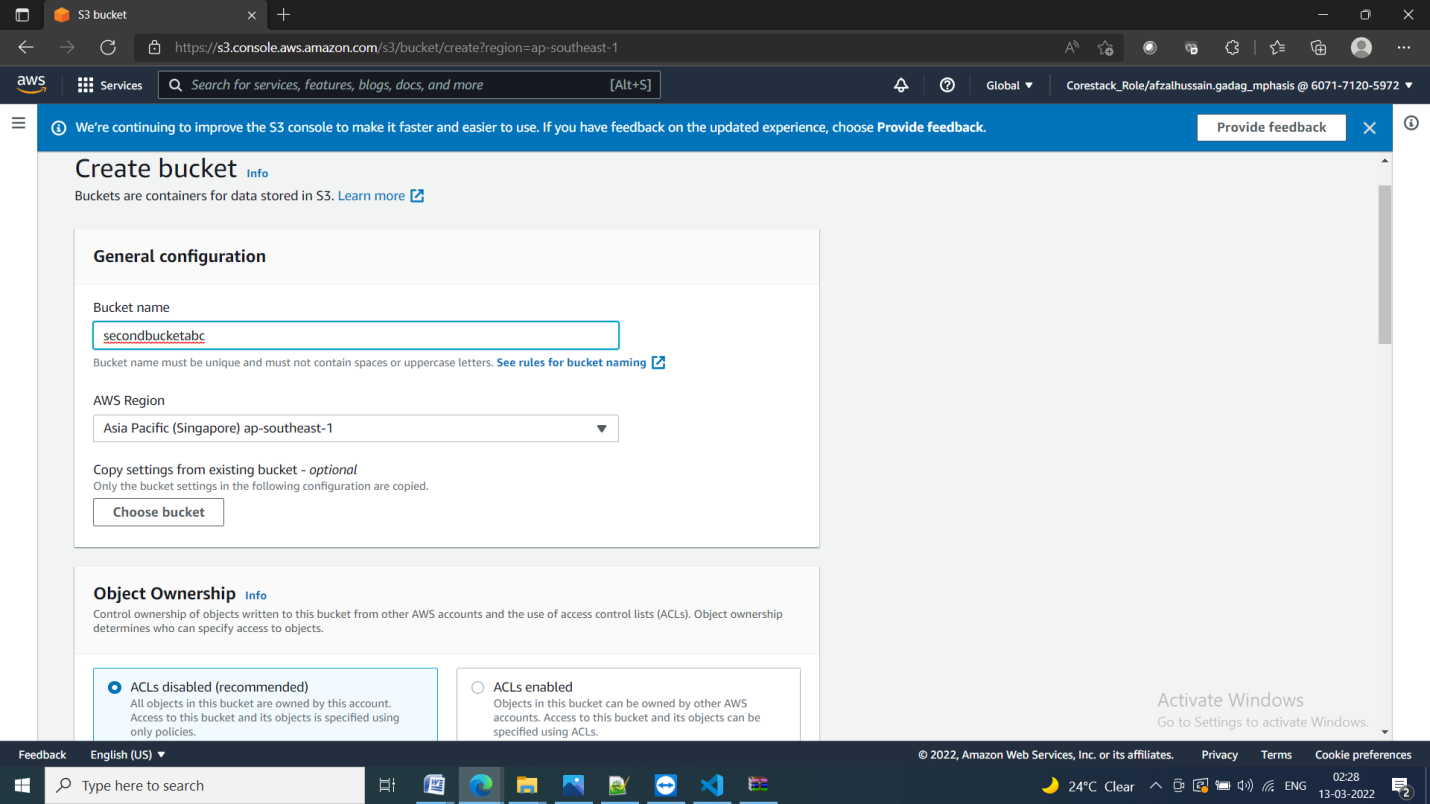 S3 bucket
https://s3.console.aws.amazon.com/s3/bucket/create?region=ap-southeast-1
aws Services Search for services, features, blogs, docs, and more [Alt+S] Global Corestack_Role/afzalhussain.gadag_mphasis @ 6071-7120-5972
We're continuing to improve the S3 console to make it faster and easier to use. If you have feedback on the updated experience, choose Provide feedback. Provide feedback
Create bucket Info
Buckets are containers for data stored in S3. Learn more
General configuration
Bucket name
secondbucketabc
Bucket name must be unique and must not contain spaces or uppercase letters. See rules for bucket naming
AWS Region
Asia Pacific (Singapore) ap-southeast-1
Copy settings from existing bucket - optional
Only the bucket settings in the following configuration are copied.
Choose bucket
Object Ownership Info
Control ownership of objects written to this bucket from other AWS accounts and the use of access control lists (ACLs). Object ownership
determines who can specify access to objects.
ACLs disabled (recommended)
All objects in this bucket are owned by this account.
Access to this bucket and its objects is specified using
only policies.
ACLs enabled
Objects in this bucket can be owned by other AWS
accounts. Access to this bucket and its objects can be
specified using ACLs.
Activate Windows
Go to Settings to activate Windows.
Feedback English (US) © 2022, Amazon Web Services, Inc. or its affiliates. Privacy Terms Cookie preferences
Type here to search 24°C Clear ENG
02:28
13-03-2022
2